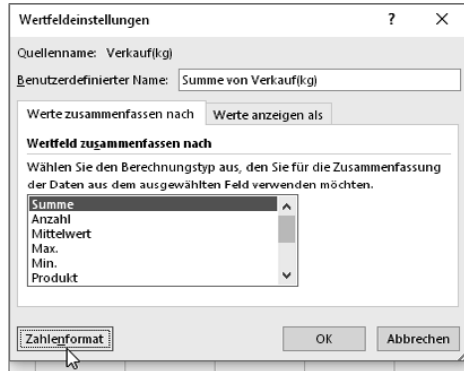 Wertfeldeinstellungen ? ×
Quellenname: Verkauf(kg)
Benutzerdefinierter Name: Summe von Verkauf(kg)
Werte zusammenfassen nach Werte anzeigen als
Wertfeld zusammenfassen nach
Wählen Sie den Berechnungstyp aus, den Sie für die Zusammenfassung
der Daten aus dem ausgewählten Feld verwenden möchten.
Summe
Anzahl
Mittelwert
Max.
Min.
Produkt
Zahlenformat OK Abbrechen